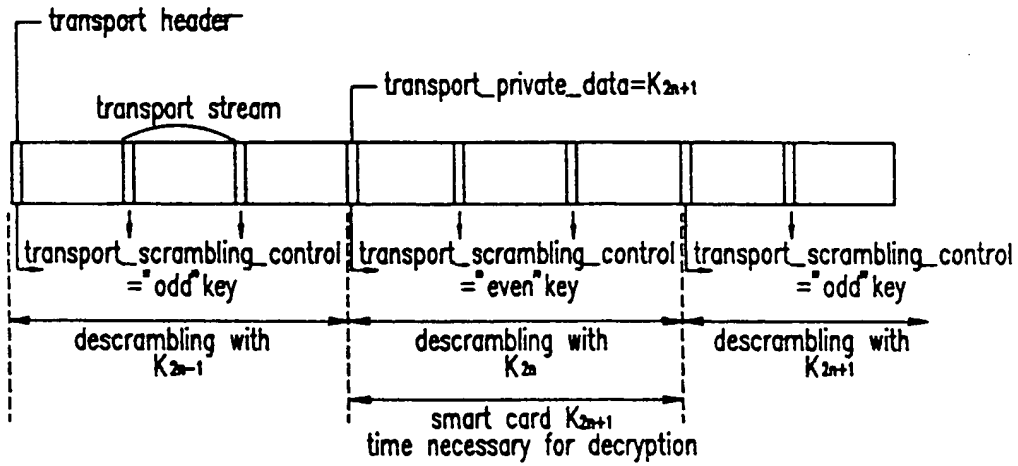 transport header
transport_private_data=K2n+1
transport stream
transport_scrambling_control
="odd" key
transport_scrambling_control
="even" key
transport_scrambling_control
="odd" key
descrambling with
K2n-1
descrambling with
K2n
descrambling with
K2n+1
smart card K2n+1
time necessary for decryption